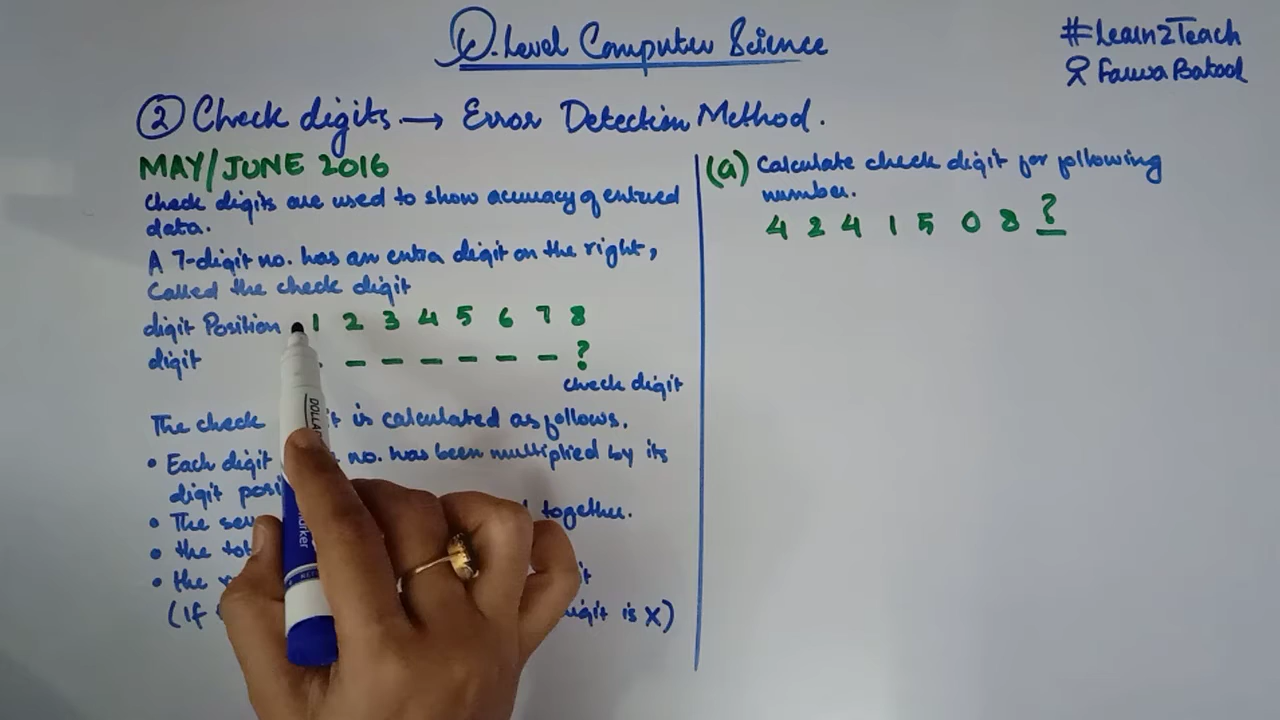 O.Level Computer Science
#Learn2Teach
Farwa Batool
② Check digits → Error Detection Method.
MAY/JUNE 2016
Check digits are used to show accuracy of entered
data.
A 7-digit no. has an extra digit on the right,
Called the check digit
digit Position 1 2 3 4 5 6 7 8
digit _ _ _ _ _ _ ?
check digit
The check is calculated as follows.
• Each digit no. has been multiplied by its
digit
• The together.
• the
• the
(If digit is X)
(a) Calculate check digit for following
number.
4 2 4 1 5 0 8 ?